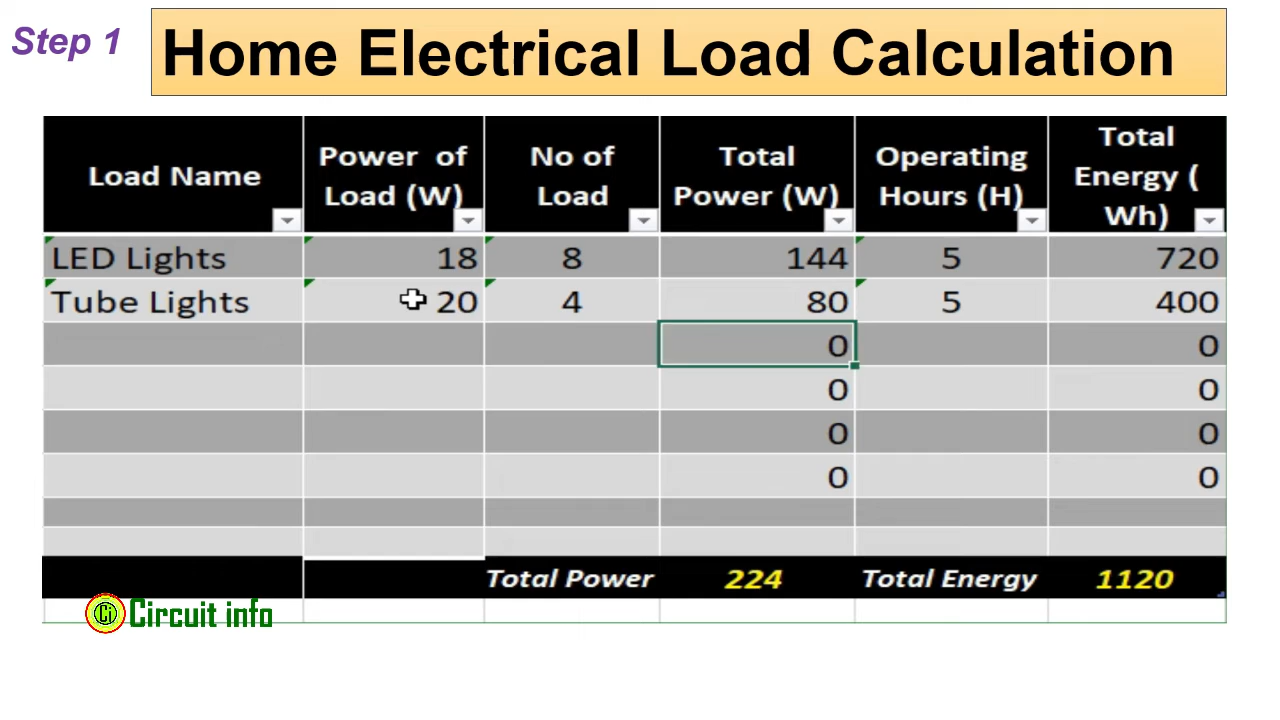 Step 1
Home Electrical Load Calculation
Load Name
Power of Load (W)
No of Load
Total Power (W)
Operating Hours (H)
Total Energy ( Wh)
LED Lights 18 8 144 5 720
Tube Lights 20 4 80 5 400
0 0
0 0
0 0
0 0
Total Power 224 Total Energy 1120
Ci Circuit info